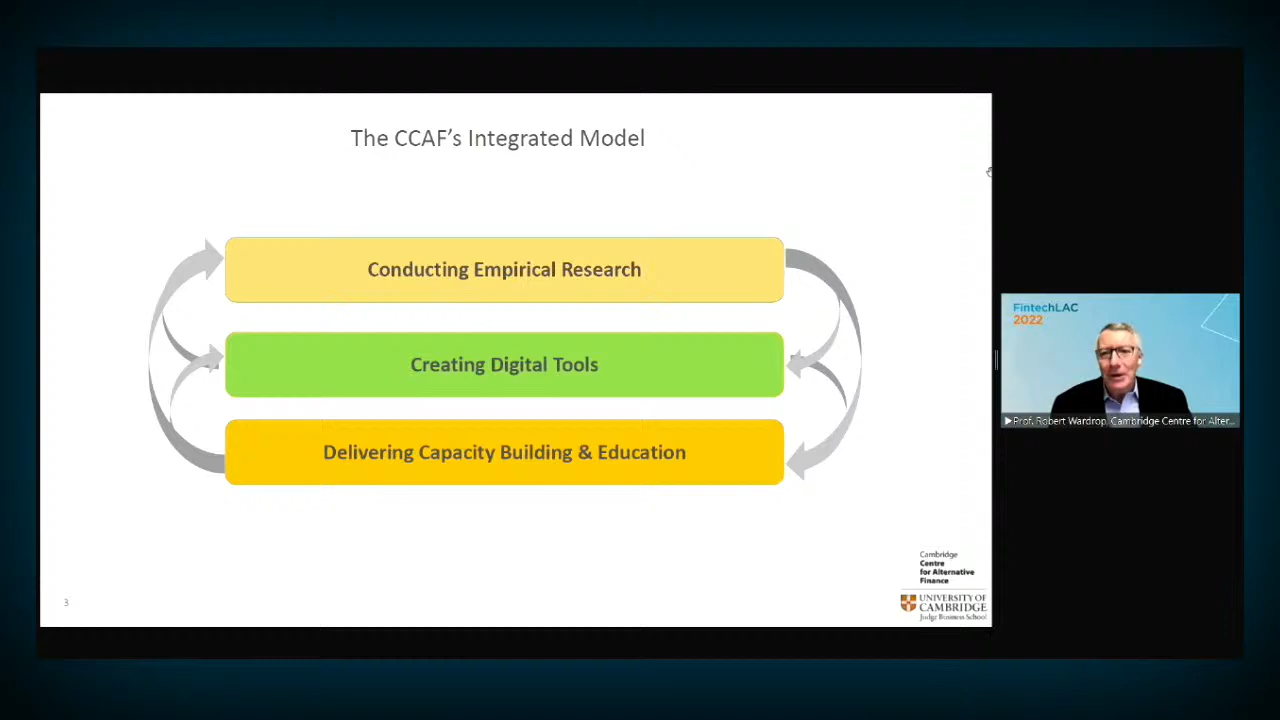 The CCAF's Integrated Model
Conducting Empirical Research
Creating Digital Tools
Delivering Capacity Building & Education
3
Cambridge
Centre
for Alternative
Finance
UNIVERSITY OF
CAMBRIDGE
Judge Business School
FintechLAC
2022
Prof. Robert Wardrop, Cambridge Centre for Alter...